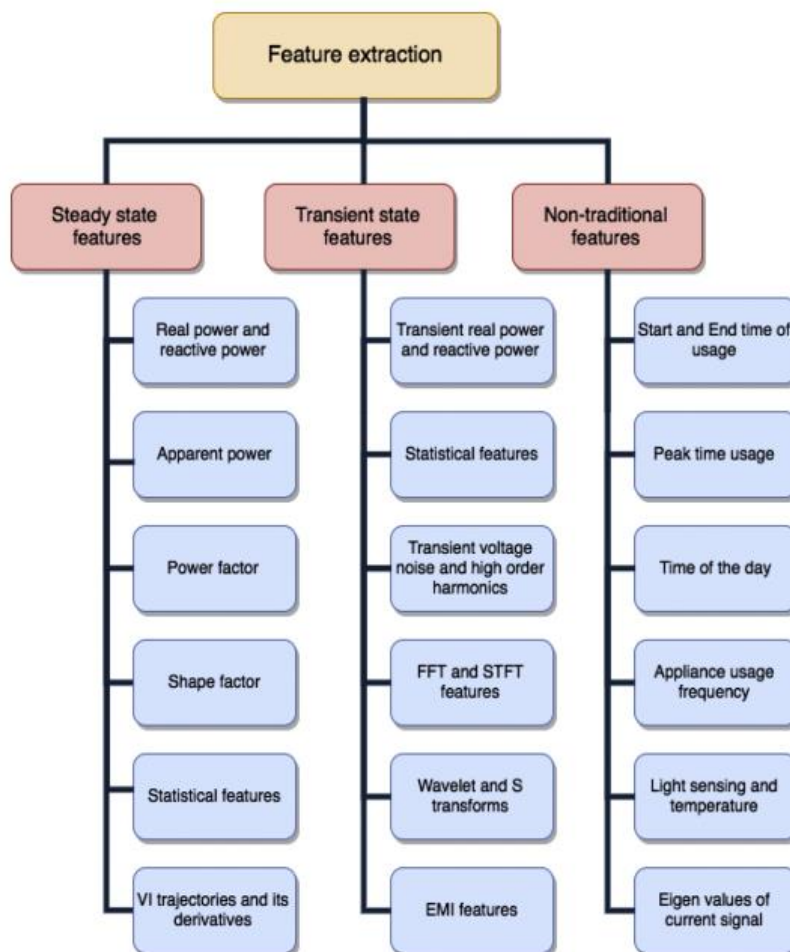 Feature extraction
Steady state
features
Transient state
features
Non-traditional
features
Real power and
reactive power
Transient real power
and reactive power
Start and End time of
usage
Apparent power
Statistical features
Peak time usage
Power factor
Transient voltage
noise and high order
harmonics
Time of the day
Shape factor
FFT and STFT
features
Appliance usage
frequency
Statistical features
Wavelet and S
transforms
Light sensing and
temperature
VI trajectories and its
derivatives
EMI features
Eigen values of
current signal